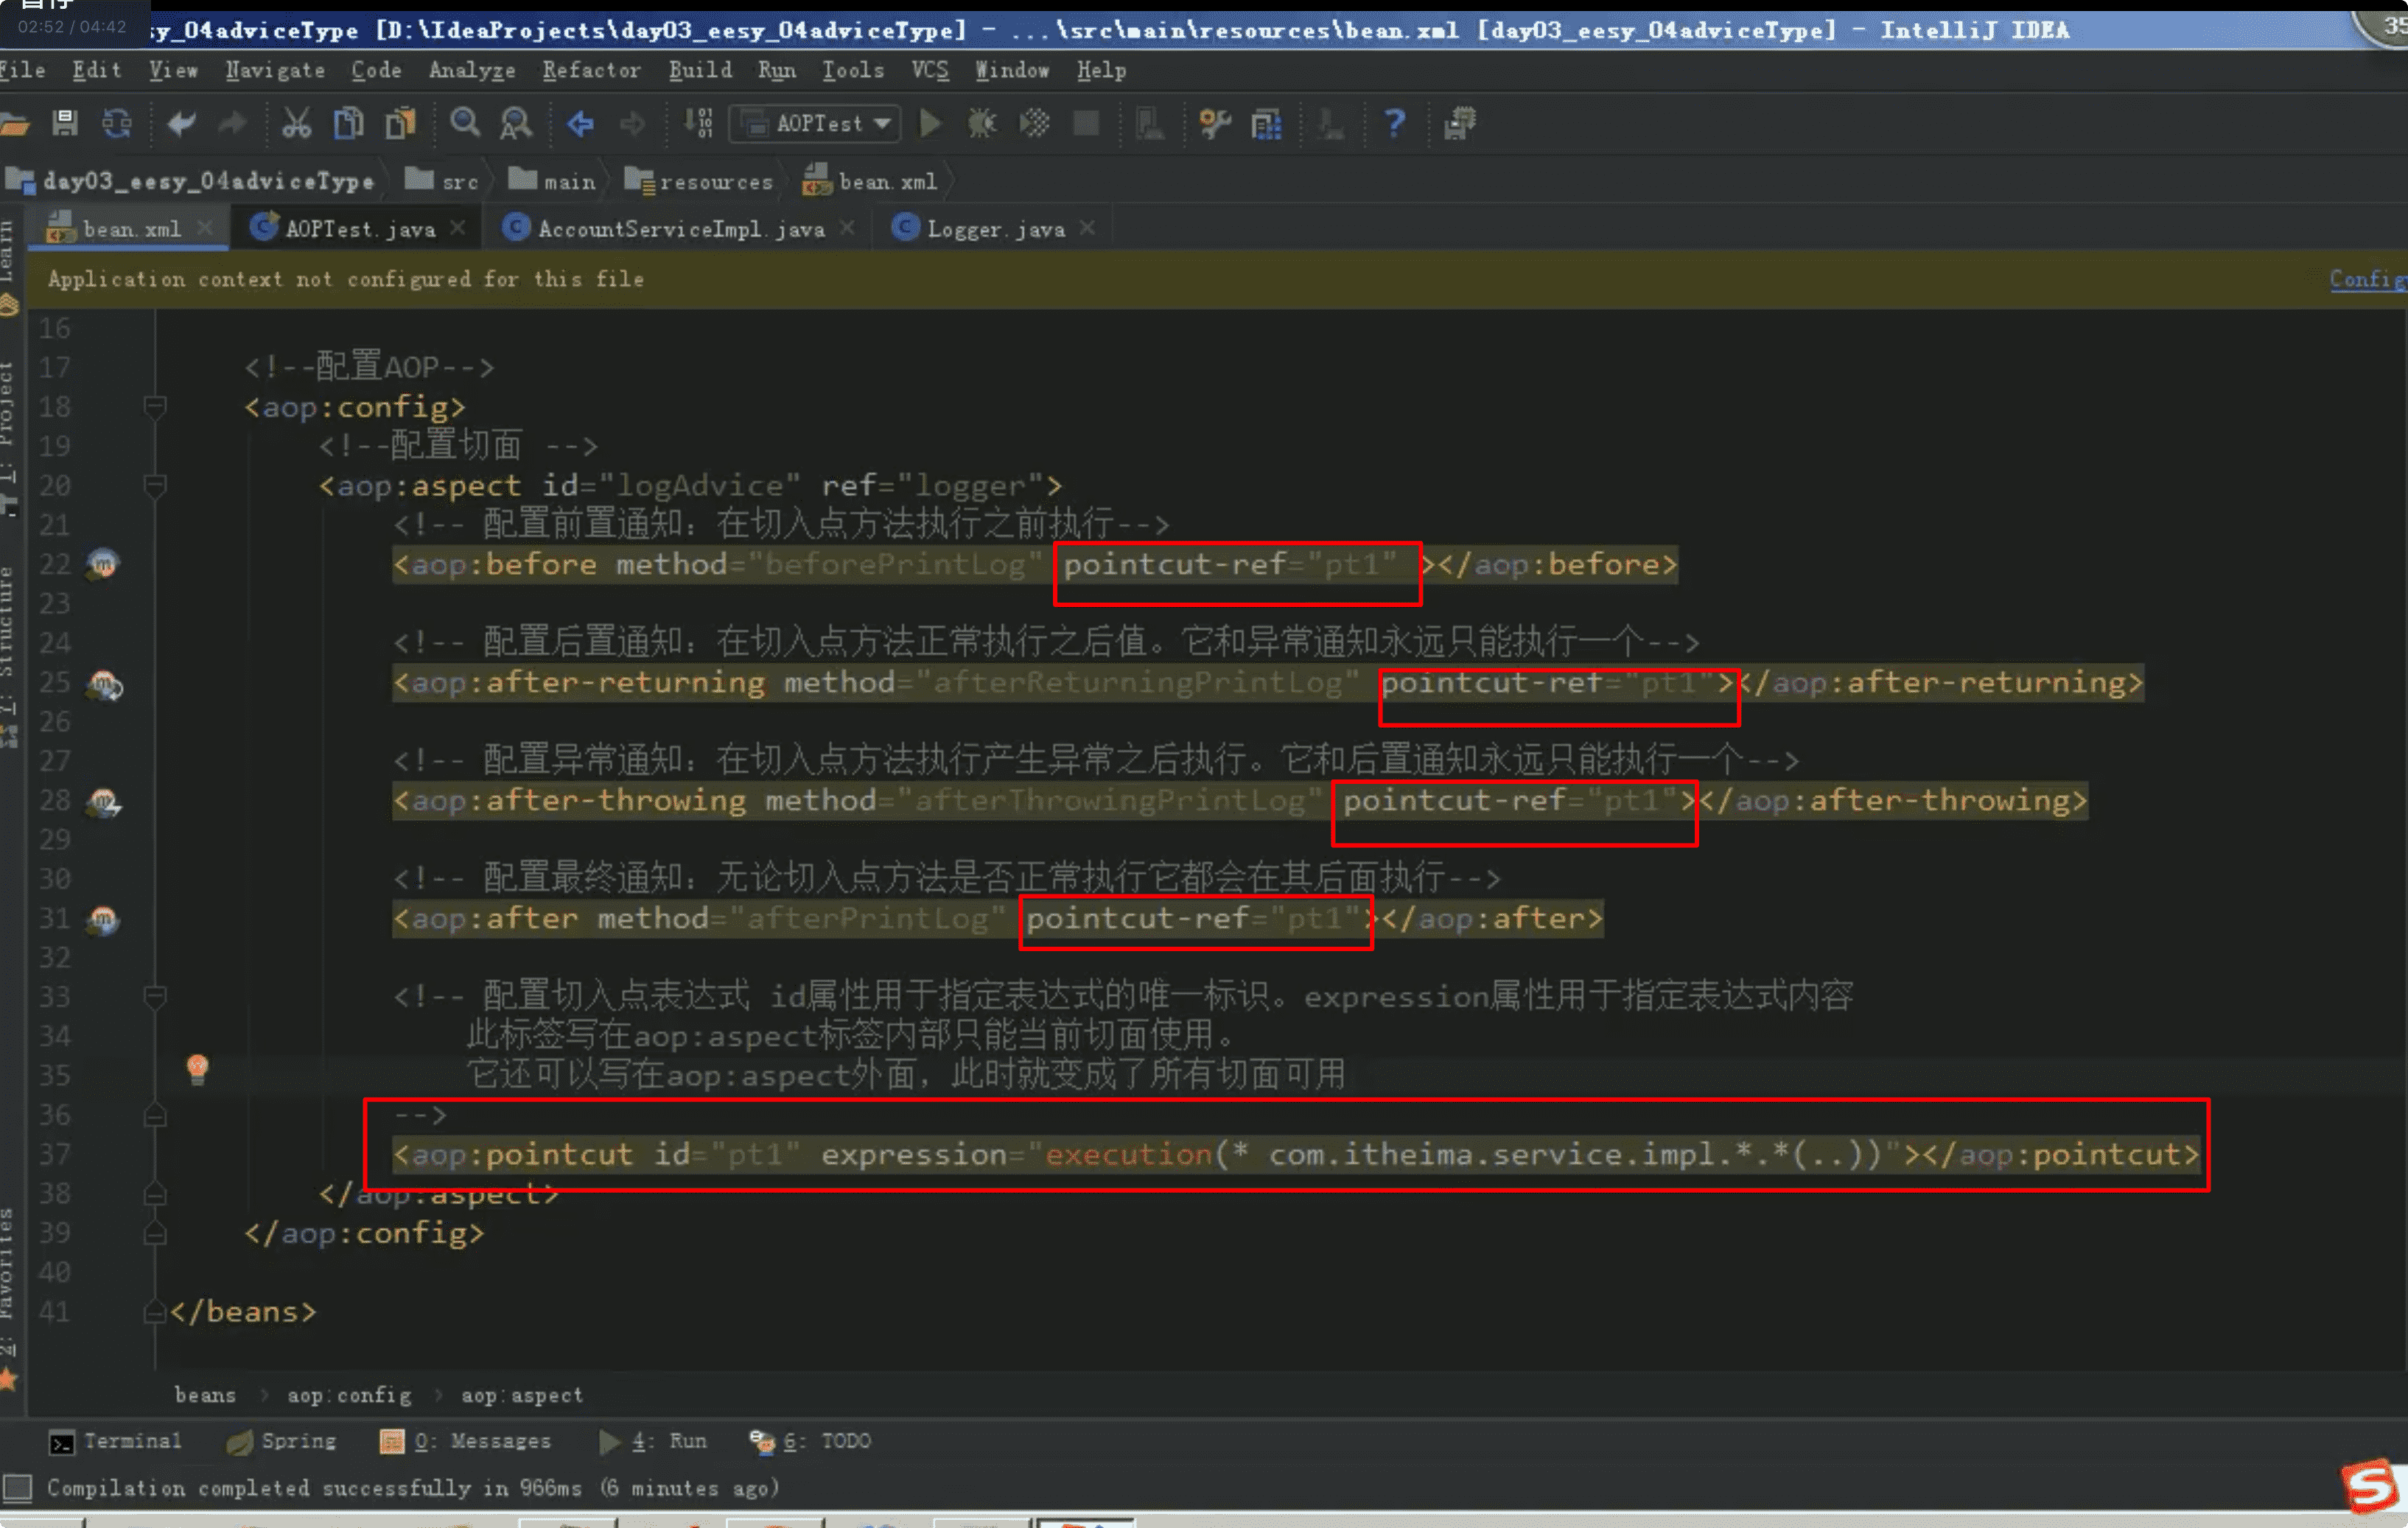 暂停
02:52 / 04:42
sy_04adviceType [D:\IdeaProjects\day03_eesy_04adviceType] - ...\src\main\resources\bean.xml [day03_eesy_04adviceType] - IntelliJ IDEA
35
File Edit View Navigate Code Analyze Refactor Build Run Tools VCS Window Help
AOPTest
day03_eesy_04adviceType src main resources bean.xml
bean.xml AOPTest.java AccountServiceImpl.java Logger.java
Application context not configured for this file
Learn
1: Project
7: Structure
2: Favorites
16
17 <!--配置AOP-->
18 <aop:config>
19 <!--配置切面 -->
20 <aop:aspect id="logAdvice" ref="logger">
21 <!-- 配置前置通知：在切入点方法执行之前执行-->
22 <aop:before method="beforePrintLog" pointcut-ref="pt1" ></aop:before>
23
24 <!-- 配置后置通知：在切入点方法正常执行之后值。它和异常通知永远只能执行一个-->
25 <aop:after-returning method="afterReturningPrintLog" pointcut-ref="pt1"></aop:after-returning>
26
27 <!-- 配置异常通知：在切入点方法执行产生异常之后执行。它和后置通知永远只能执行一个-->
28 <aop:after-throwing method="afterThrowingPrintLog" pointcut-ref="pt1"></aop:after-throwing>
29
30 <!-- 配置最终通知：无论切入点方法是否正常执行它都会在其后面执行-->
31 <aop:after method="afterPrintLog" pointcut-ref="pt1"></aop:after>
32
33 <!-- 配置切入点表达式 id属性用于指定表达式的唯一标识。expression属性用于指定表达式内容
34 此标签写在aop:aspect标签内部只能当前切面使用。
35 它还可以写在aop:aspect外面，此时就变成了所有切面可用
36 -->
37 <aop:pointcut id="pt1" expression="execution(* com.itheima.service.impl.*.*(..))"></aop:pointcut>
38 </aop:aspect>
39 </aop:config>
40
41 </beans>
beans aop:config aop:aspect
Terminal Spring 0: Messages 4: Run 6: TODO
Compilation completed successfully in 966ms (6 minutes ago)